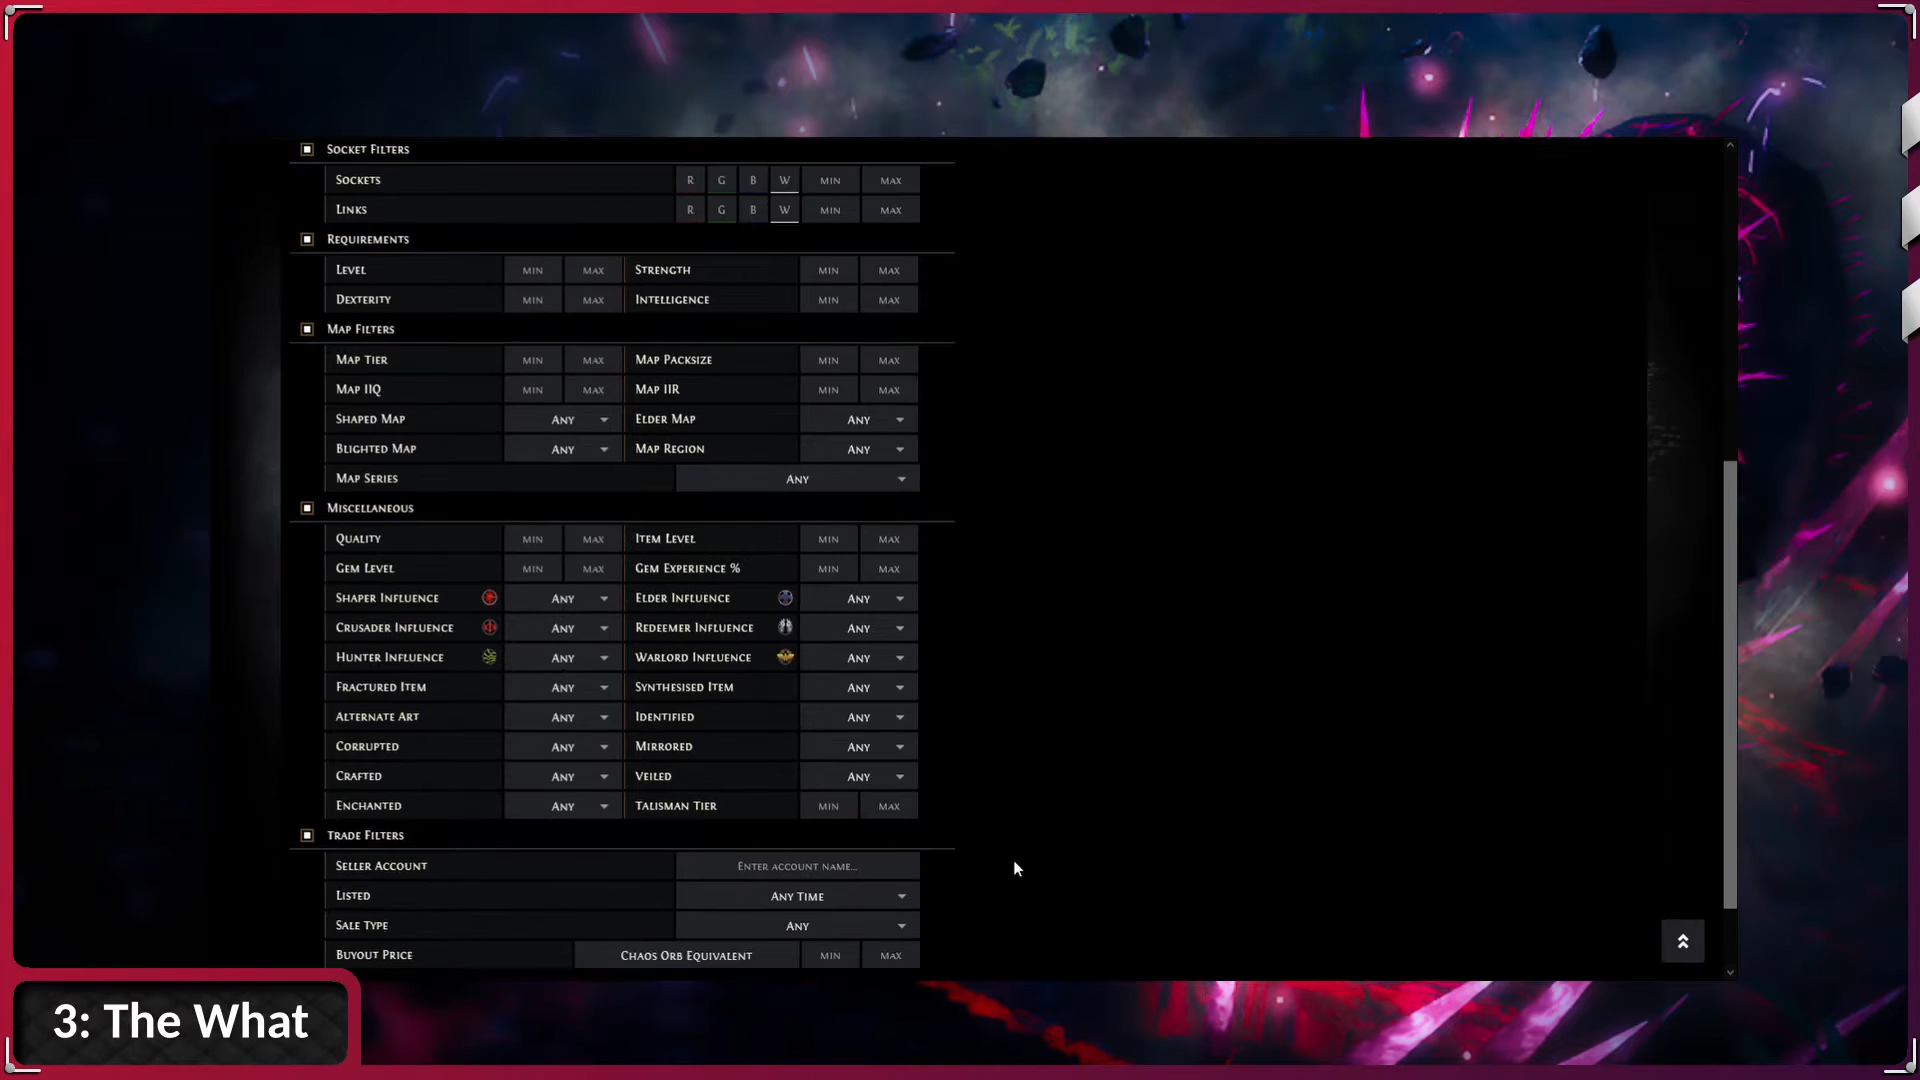 Socket Filters
Sockets R G B W MIN MAX
Links R G B W MIN MAX
Requirements
Level MIN MAX Strength MIN MAX
Dexterity MIN MAX Intelligence MIN MAX
Map Filters
Map Tier MIN MAX Map Packsize MIN MAX
Map IIQ MIN MAX Map IIR MIN MAX
Shaped Map Any Elder Map Any
Blighted Map Any Map Region Any
Map Series Any
Miscellaneous
Quality MIN MAX Item Level MIN MAX
Gem Level MIN MAX Gem Experience % MIN MAX
Shaper Influence Any Elder Influence Any
Crusader Influence Any Redeemer Influence Any
Hunter Influence Any Warlord Influence Any
Fractured Item Any Synthesised Item Any
Alternate Art Any Identified Any
Corrupted Any Mirrored Any
Crafted Any Veiled Any
Enchanted Any Talisman Tier MIN MAX
Trade Filters
Seller Account Enter account name...
Listed Any Time
Sale Type Any
Buyout Price Chaos Orb Equivalent MIN MAX
3: The What